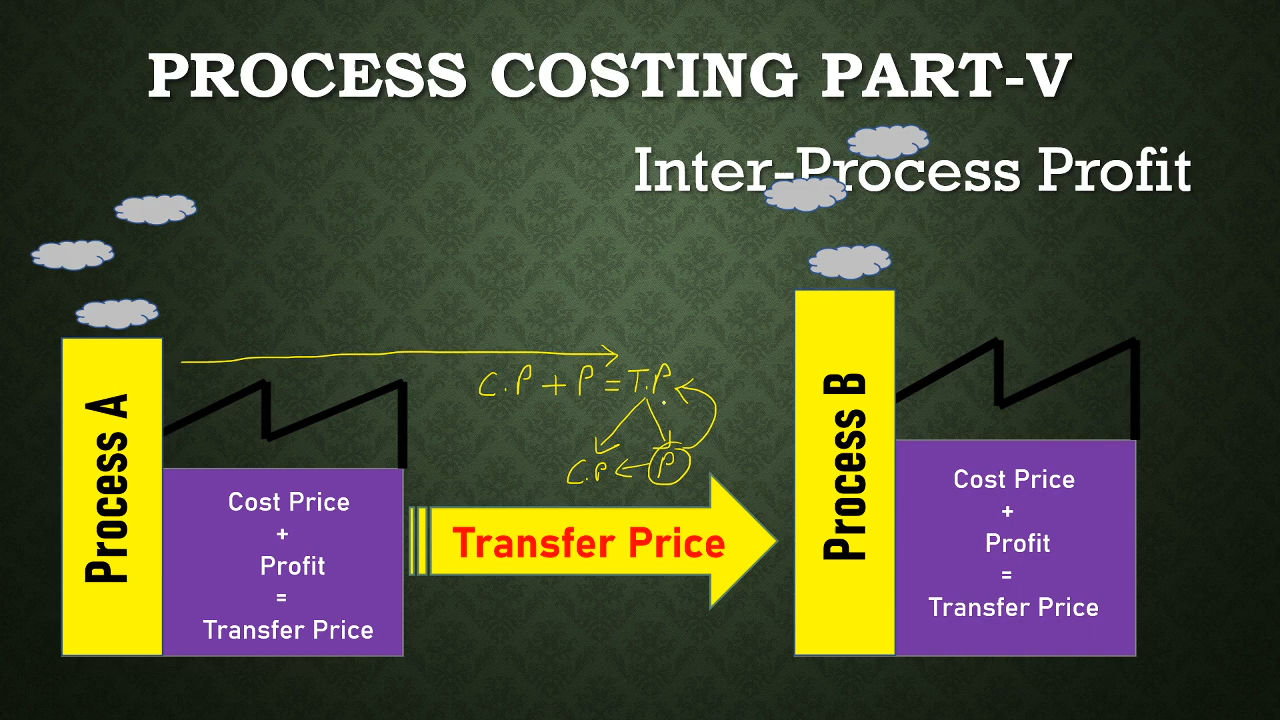 PROCESS COSTING PART-V
Inter-Process Profit
C.P + P = T.P.
C.P
P
Process A
Cost Price
+
Profit
=
Transfer Price
Transfer Price
Process B
Cost Price
+
Profit
=
Transfer Price